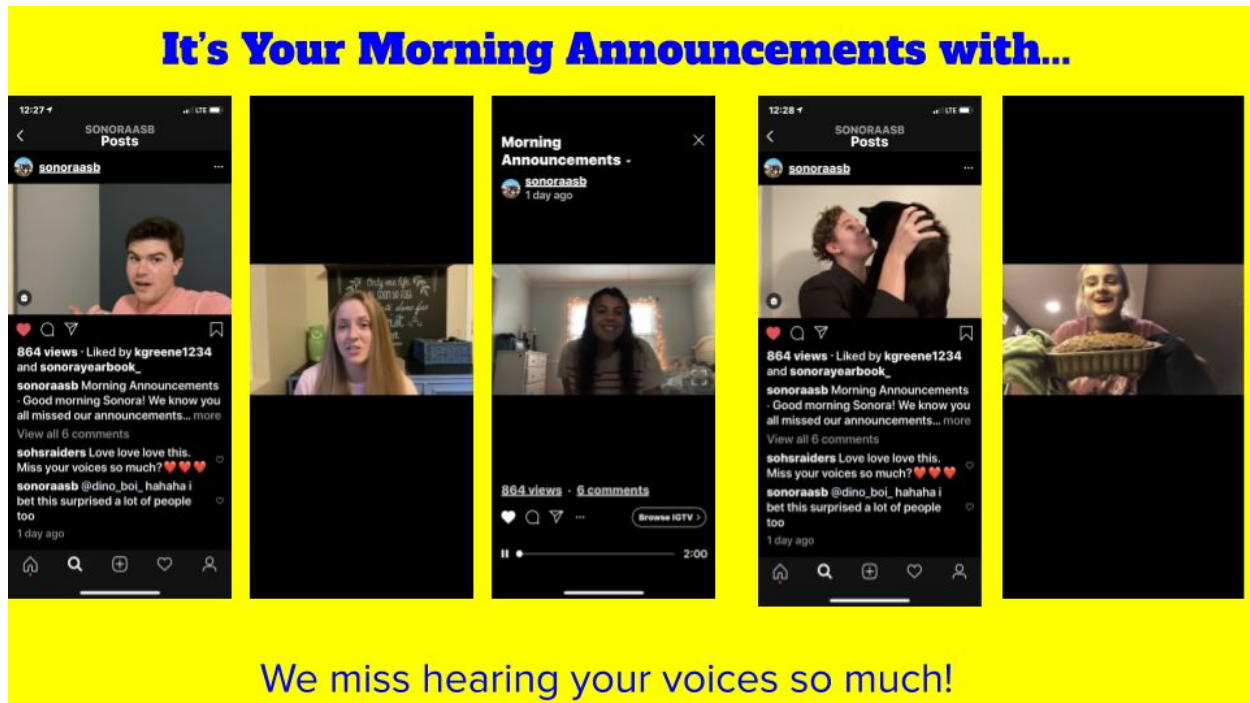 It's Your Morning Announcements with...
12:27
LTE
SONORAASB
Posts
sonoraasb
864 views · Liked by kgreene1234
and sonorayearbook_
sonoraasb Morning Announcements
- Good morning Sonora! We know you
all missed our announcements... more
View all 6 comments
sohsraiders Love love love this.
Miss your voices so much?❤️❤️❤️
sonoraasb @dino_boi_ hahaha i
bet this surprised a lot of people
too
1 day ago
Only one life
Morning
Announcements
sonoraasb
1 day ago
864 views · 6 comments
Browse IGTV >
2:00
12:28
LTE
SONORAASB
Posts
sonoraasb
864 views · Liked by kgreene1234
and sonorayearbook_
sonoraasb Morning Announcements
- Good morning Sonora! We know you
all missed our announcements... more
View all 6 comments
sohsraiders Love love love this.
Miss your voices so much?❤️❤️❤️
sonoraasb @dino_boi_ hahaha i
bet this surprised a lot of people
too
1 day ago
We miss hearing your voices so much!